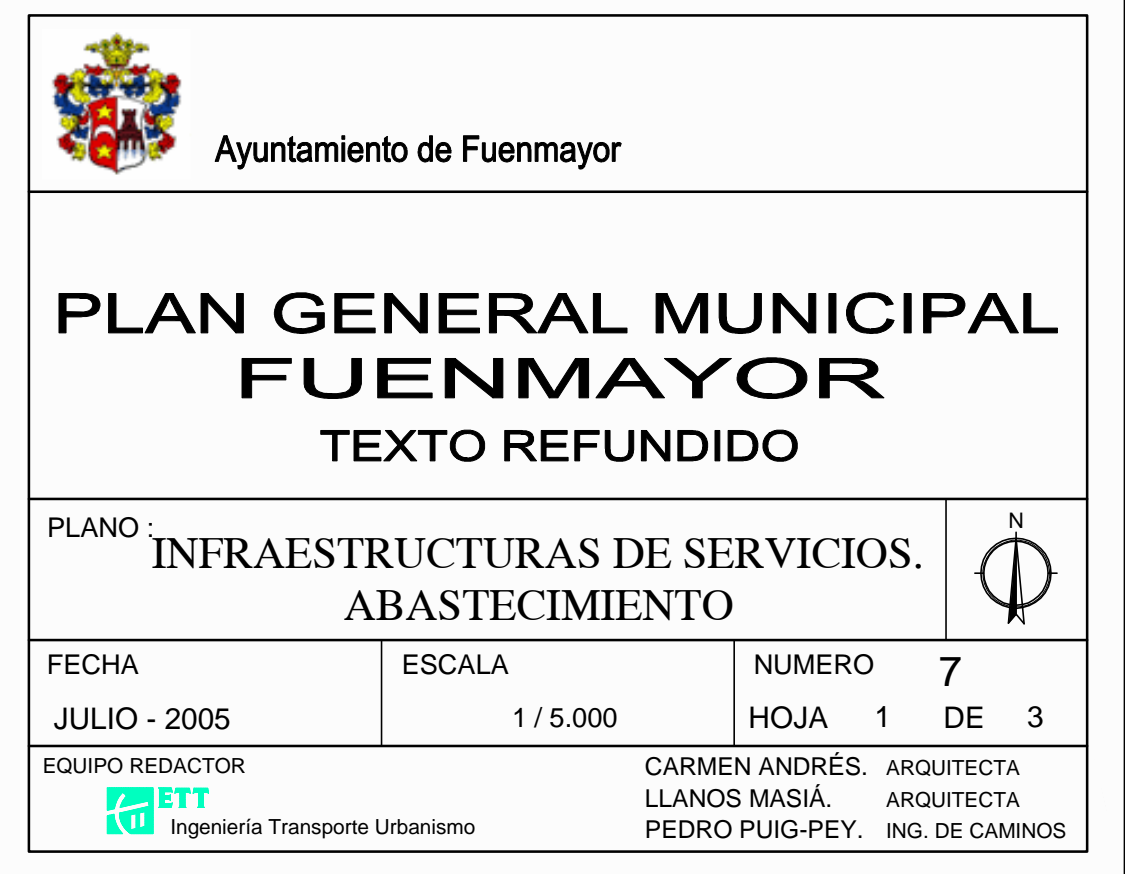 Ayuntamiento de Fuenmayor
PLAN GENERAL MUNICIPAL
FUENMAYOR
TEXTO REFUNDIDO
PLANO :
INFRAESTRUCTURAS DE SERVICIOS.
ABASTECIMIENTO
N
FECHA
JULIO - 2005
ESCALA
1 / 5.000
NUMERO 7
HOJA 1 DE 3
EQUIPO REDACTOR
ETT
Ingeniería Transporte Urbanismo
CARMEN ANDRÉS. ARQUITECTA
LLANOS MASIÁ. ARQUITECTA
PEDRO PUIG-PEY. ING. DE CAMINOS